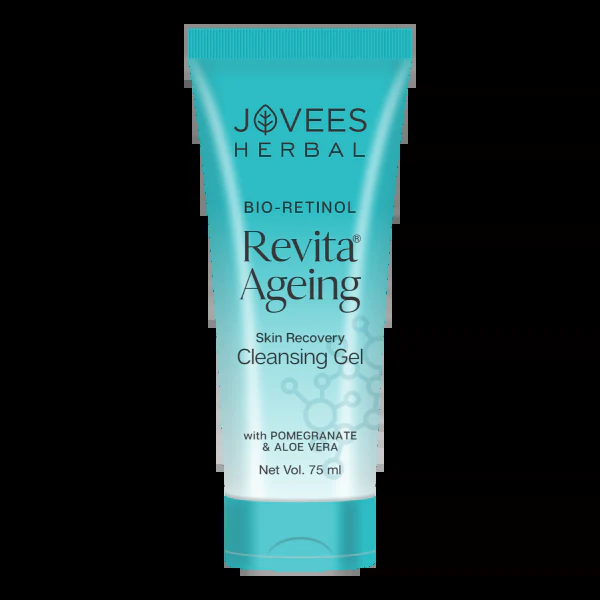 JOVEES
HERBAL
BIO-RETINOL
Revita®
Ageing
Skin Recovery
Cleansing Gel
with POMEGRANATE
& ALOE VERA
Net Vol. 75 ml